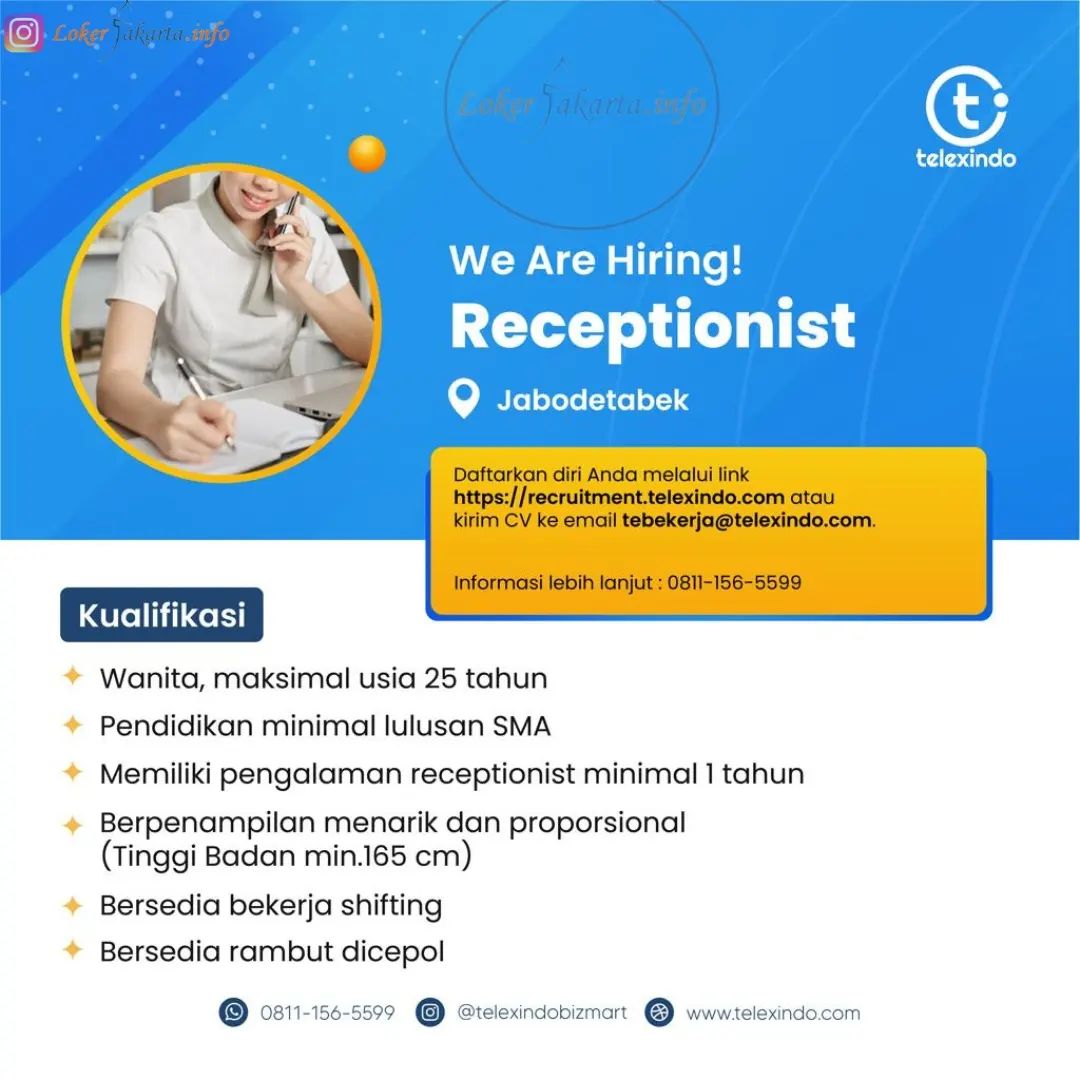 Loker Jakarta.info
Loker Jakarta.info
telexindo
We Are Hiring!
Receptionist
Jabodetabek
Daftarkan diri Anda melalui link
https://recruitment.telexindo.com atau
kirim CV ke email tebekerja@telexindo.com.
Informasi lebih lanjut : 0811-156-5599
Kualifikasi
Wanita, maksimal usia 25 tahun
Pendidikan minimal lulusan SMA
Memiliki pengalaman receptionist minimal 1 tahun
Berpenampilan menarik dan proporsional
(Tinggi Badan min.165 cm)
Bersedia bekerja shifting
Bersedia rambut dicepol
0811-156-5599 @telexindobizmart www.telexindo.com